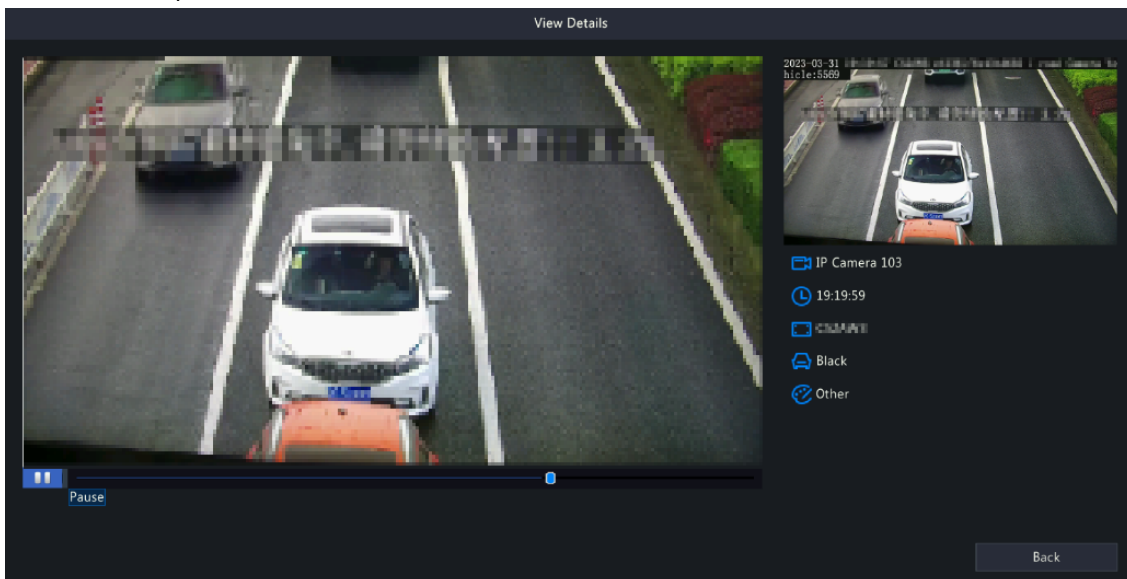 View Details
2023-03-31
hicle:5569
IP Camera 103
19:19:59
Black
Other
Pause
Back